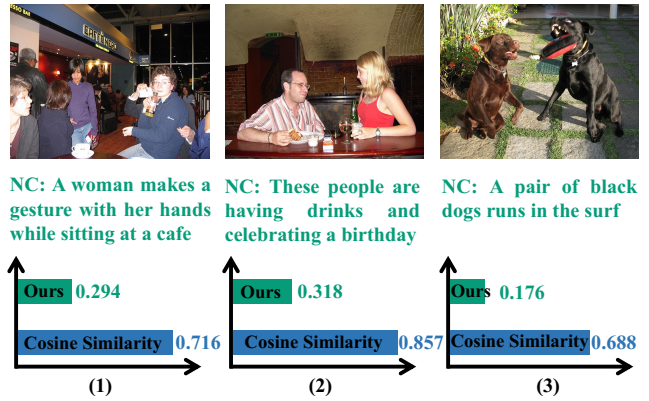 SSO BAR
NC: A woman makes a
gesture with her hands
while sitting at a cafe
NC: These people are
having drinks and
celebrating a birthday
NC: A pair of black
dogs runs in the surf
Ours 0.294
Cosine Similarity 0.716
(1)
Ours 0.318
Cosine Similarity 0.857
(2)
Ours 0.176
Cosine Similarity 0.688
(3)